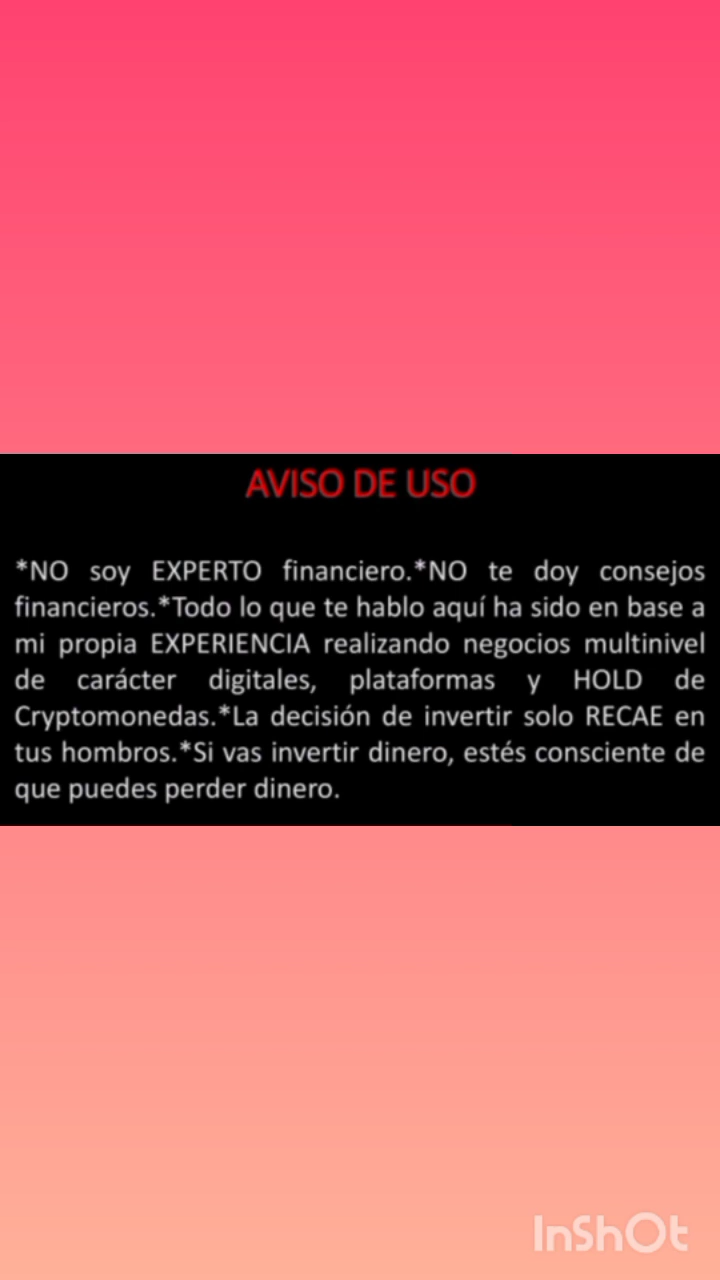 AVISO DE USO
*NO soy EXPERTO financiero.*NO te doy consejos
financieros.*Todo lo que te hablo aquí ha sido en base a
mi propia EXPERIENCIA realizando negocios multinivel
de carácter digitales, plataformas y HOLD de
Cryptomonedas.*La decisión de invertir solo RECAE en
tus hombros.*Si vas invertir dinero, estés consciente de
que puedes perder dinero.
InShOt